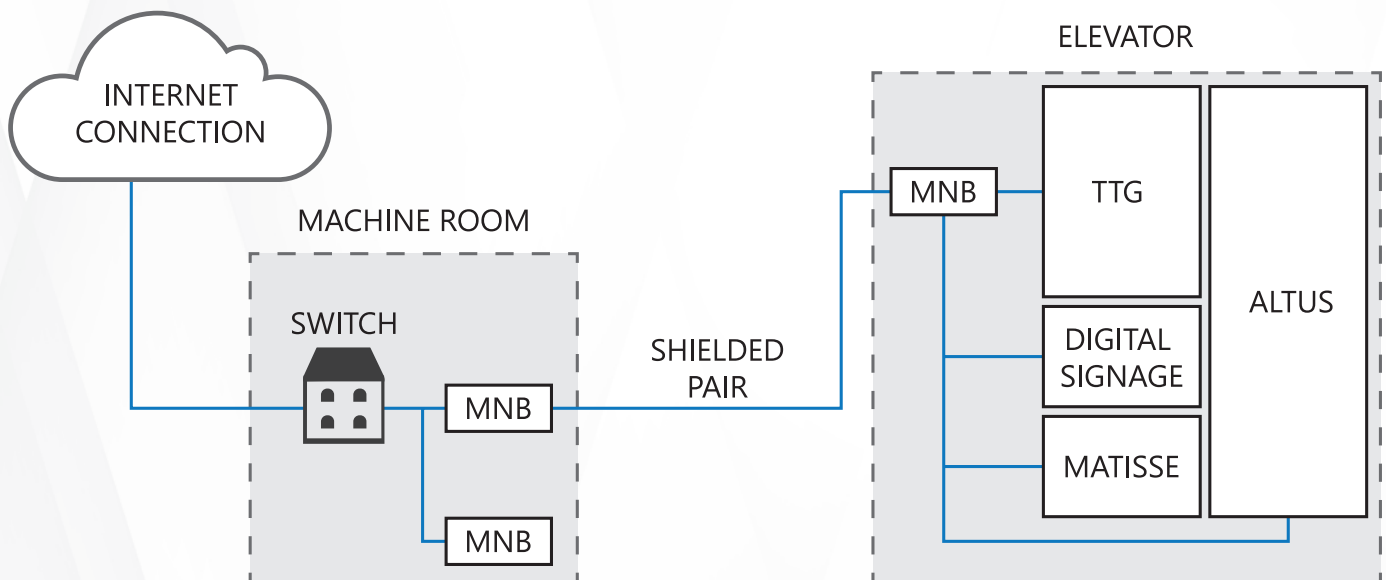 INTERNET
CONNECTION
MACHINE ROOM
SWITCH
MNB
MNB
SHIELDED
PAIR
ELEVATOR
MNB
TTG
DIGITAL
SIGNAGE
MATISSE
ALTUS